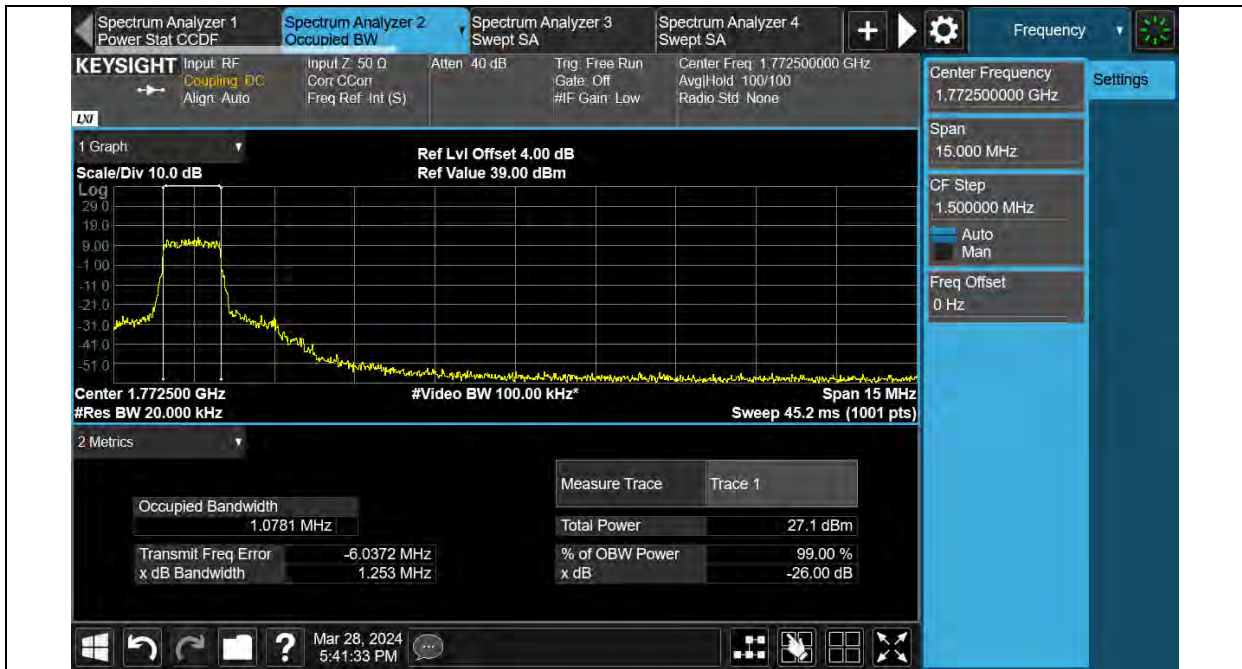 Spectrum Analyzer 1
Power Stat CCDF
Spectrum Analyzer 2
Occupied BW
Spectrum Analyzer 3
Swept SA
Spectrum Analyzer 4
Swept SA
+
Frequency
KEYSIGHT
LXI
Input: RF
Coupling: DC
Align: Auto
Input Z: 50 Ω
Corr CCorr
Freq Ref: Int (S)
Atten: 40 dB
Trig: Free Run
Gate: Off
#IF Gain: Low
Center Freq: 1.772500000 GHz
Avg|Hold: 100/100
Radio Std: None
Center Frequency
1.772500000 GHz
Settings
Span
15.000 MHz
CF Step
1.500000 MHz
Auto
Man
Freq Offset
0 Hz
1 Graph
Scale/Div 10.0 dB
Ref Lvl Offset 4.00 dB
Ref Value 39.00 dBm
Log
29.0
19.0
9.00
-1.00
-11.0
-21.0
-31.0
-41.0
-51.0
Center 1.772500 GHz
#Video BW 100.00 kHz*
Span 15 MHz
#Res BW 20.000 kHz
Sweep 45.2 ms (1001 pts)
2 Metrics
Measure Trace
Trace 1
Occupied Bandwidth
1.0781 MHz
Total Power
27.1 dBm
Transmit Freq Error
-6.0372 MHz
% of OBW Power
99.00 %
x dB Bandwidth
1.253 MHz
x dB
-26.00 dB
?
Mar 28, 2024
5:41:33 PM